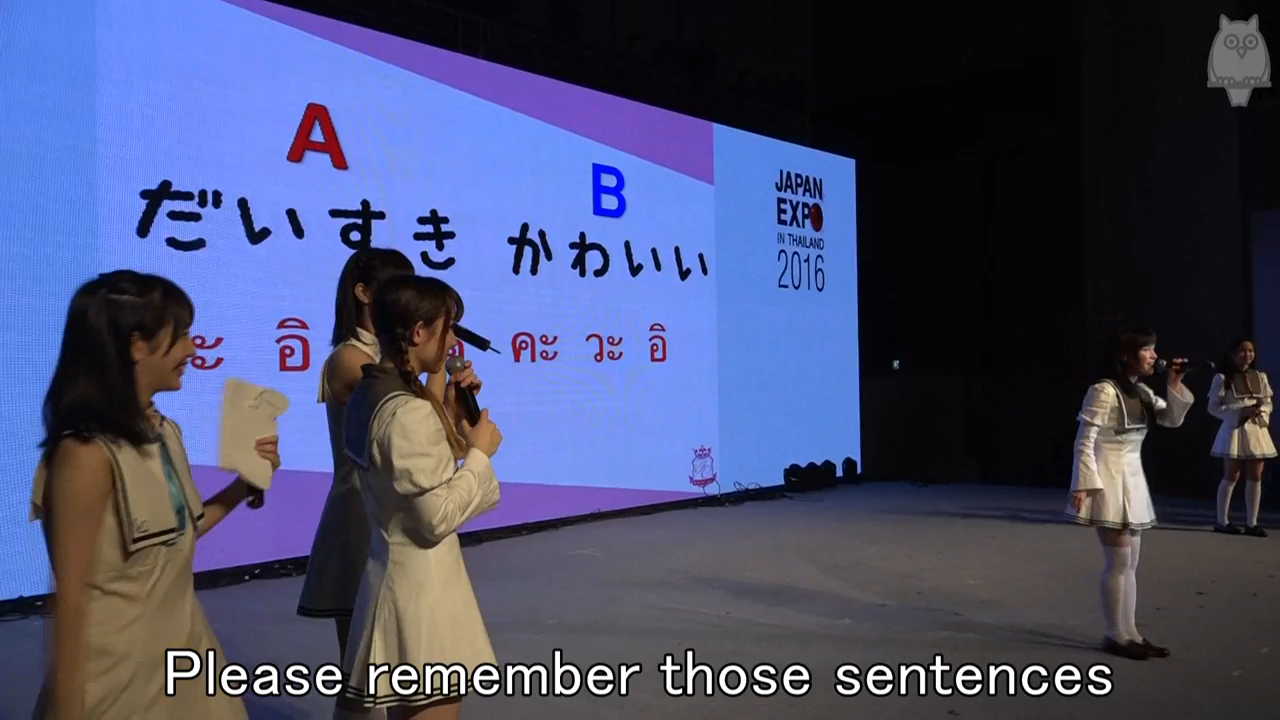 A
B
だいすき かわいい
ะ อิ คะ วะ อิ
JAPAN
EXPO
IN THAILAND
2016
Please remember those sentences